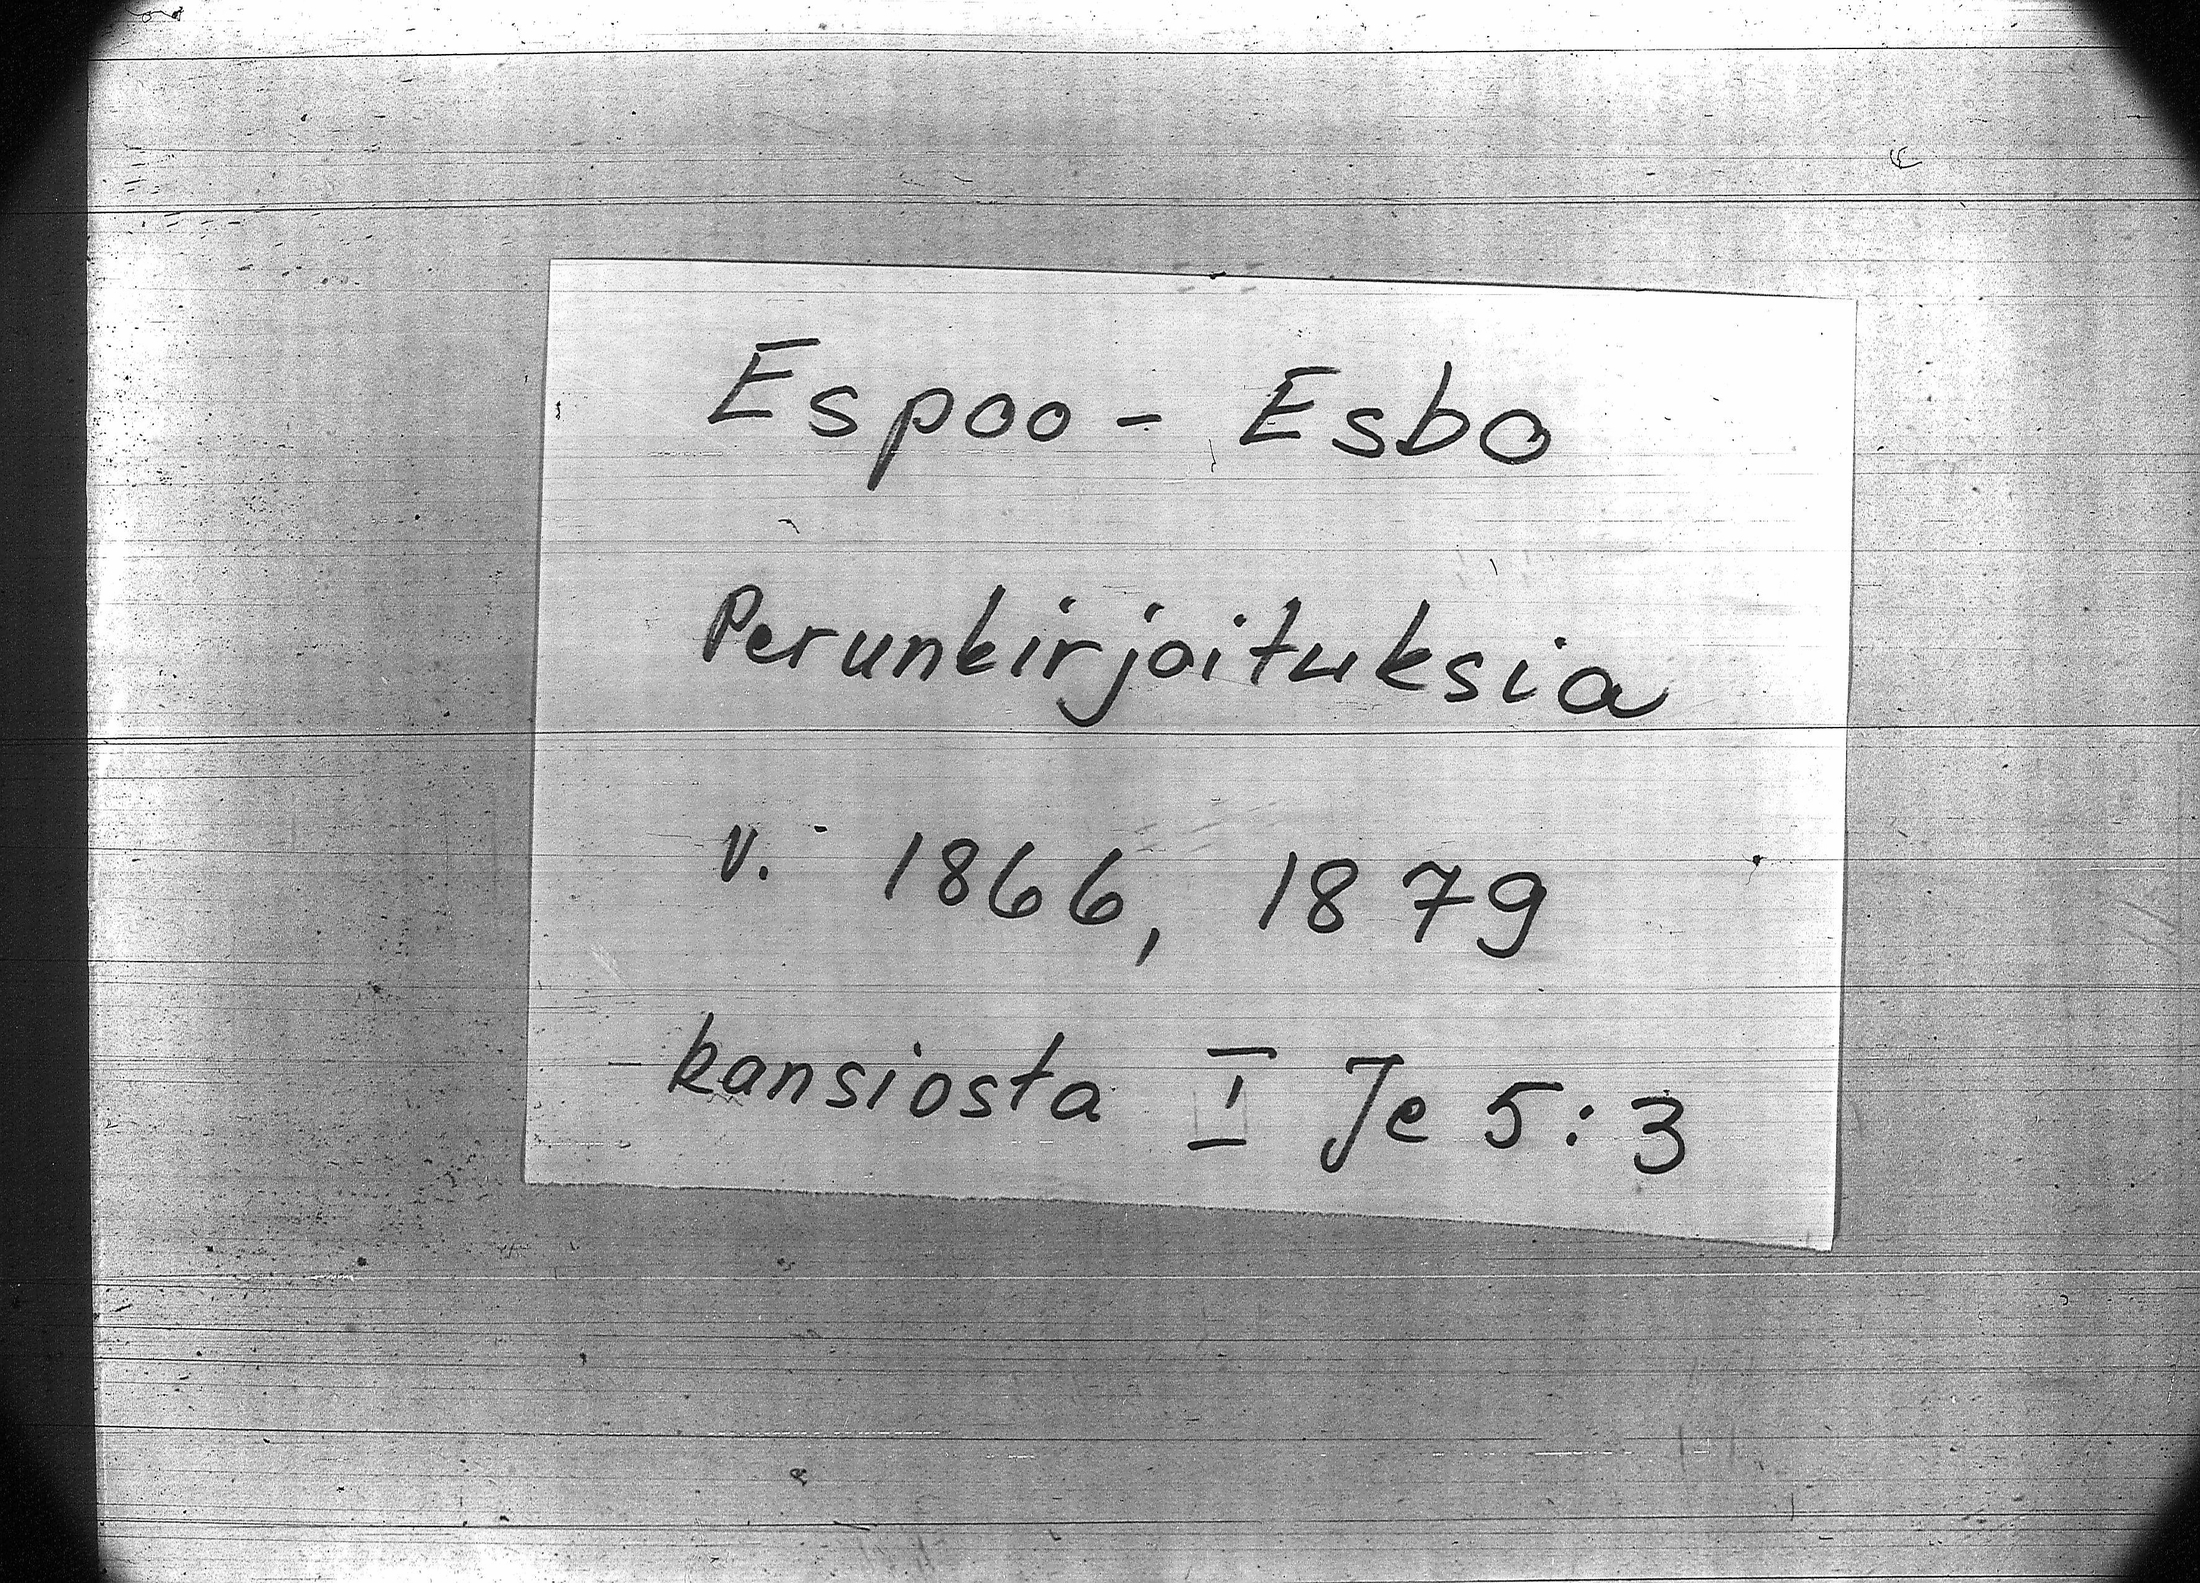 Espoo - Esbo
Perunkirjoituksia
v. 1866, 1879
kansiosta I Je 5:3